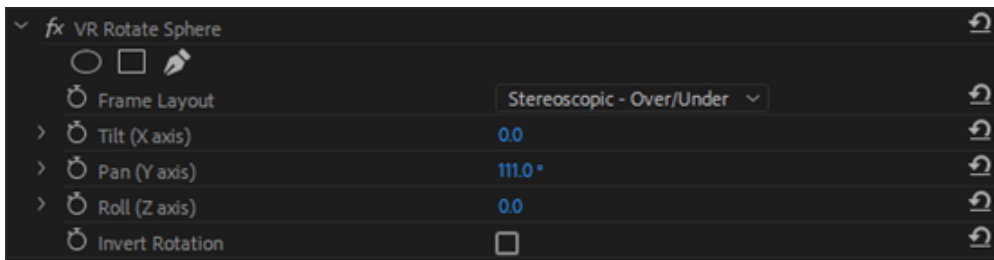 fx VR Rotate Sphere
Frame Layout Stereoscopic - Over/Under
Tilt (X axis) 0.0
Pan (Y axis) 111.0 °
Roll (Z axis) 0.0
Invert Rotation